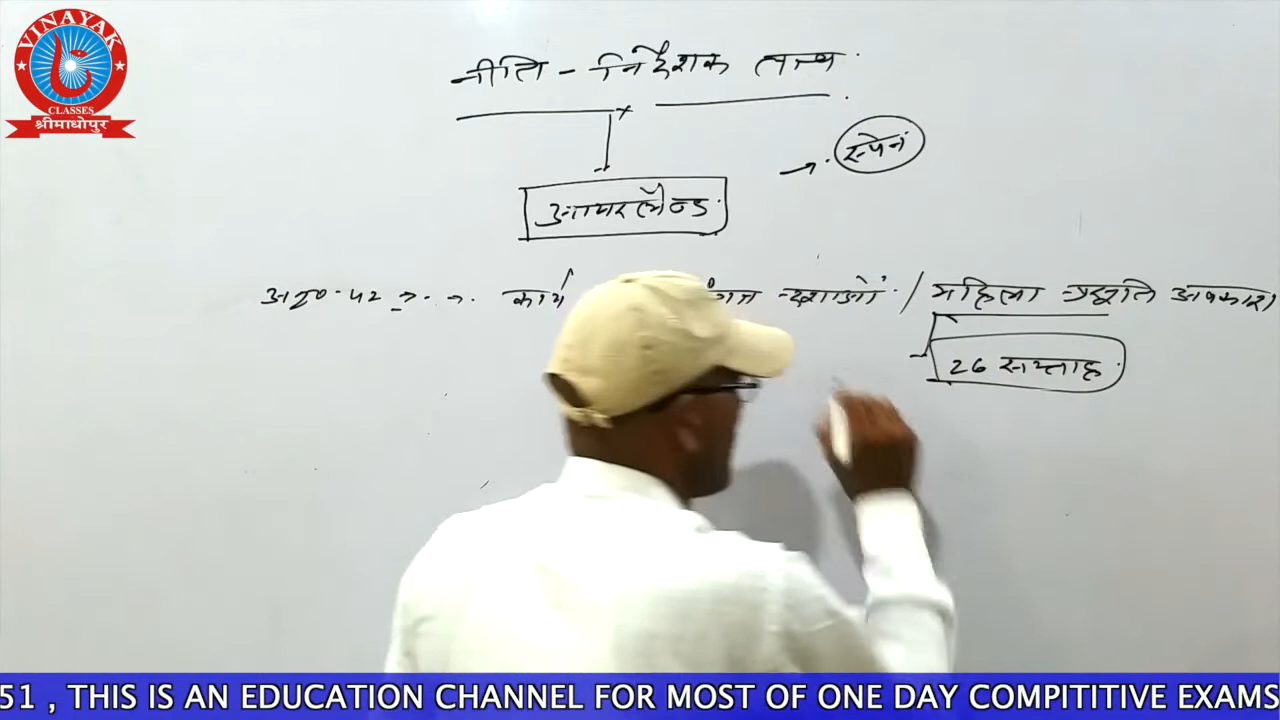 VINAYAK
CLASSES
श्रीमाधोपुर
नीति - निर्देशक तत्व
स्पेन
आयरलैण्ड
अनु०-42 → → कार्य दशाओं / महिला प्रसूति अवकाश
26 सप्ताह
51 , THIS IS AN EDUCATION CHANNEL FOR MOST OF ONE DAY COMPITITIVE EXAMS